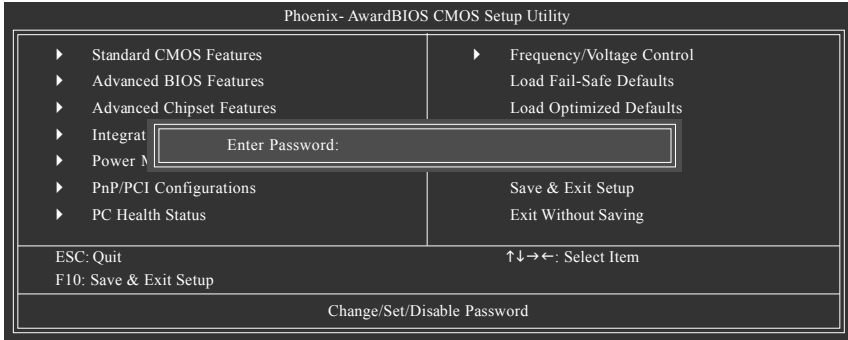 Phoenix- AwardBIOS CMOS Setup Utility
Standard CMOS Features
Advanced BIOS Features
Advanced Chipset Features
Integrat
Power
PnP/PCI Configurations
PC Health Status
Frequency/Voltage Control
Load Fail-Safe Defaults
Load Optimized Defaults
Enter Password:
Save & Exit Setup
Exit Without Saving
ESC: Quit
F10: Save & Exit Setup
↑↓→←: Select Item
Change/Set/Disable Password